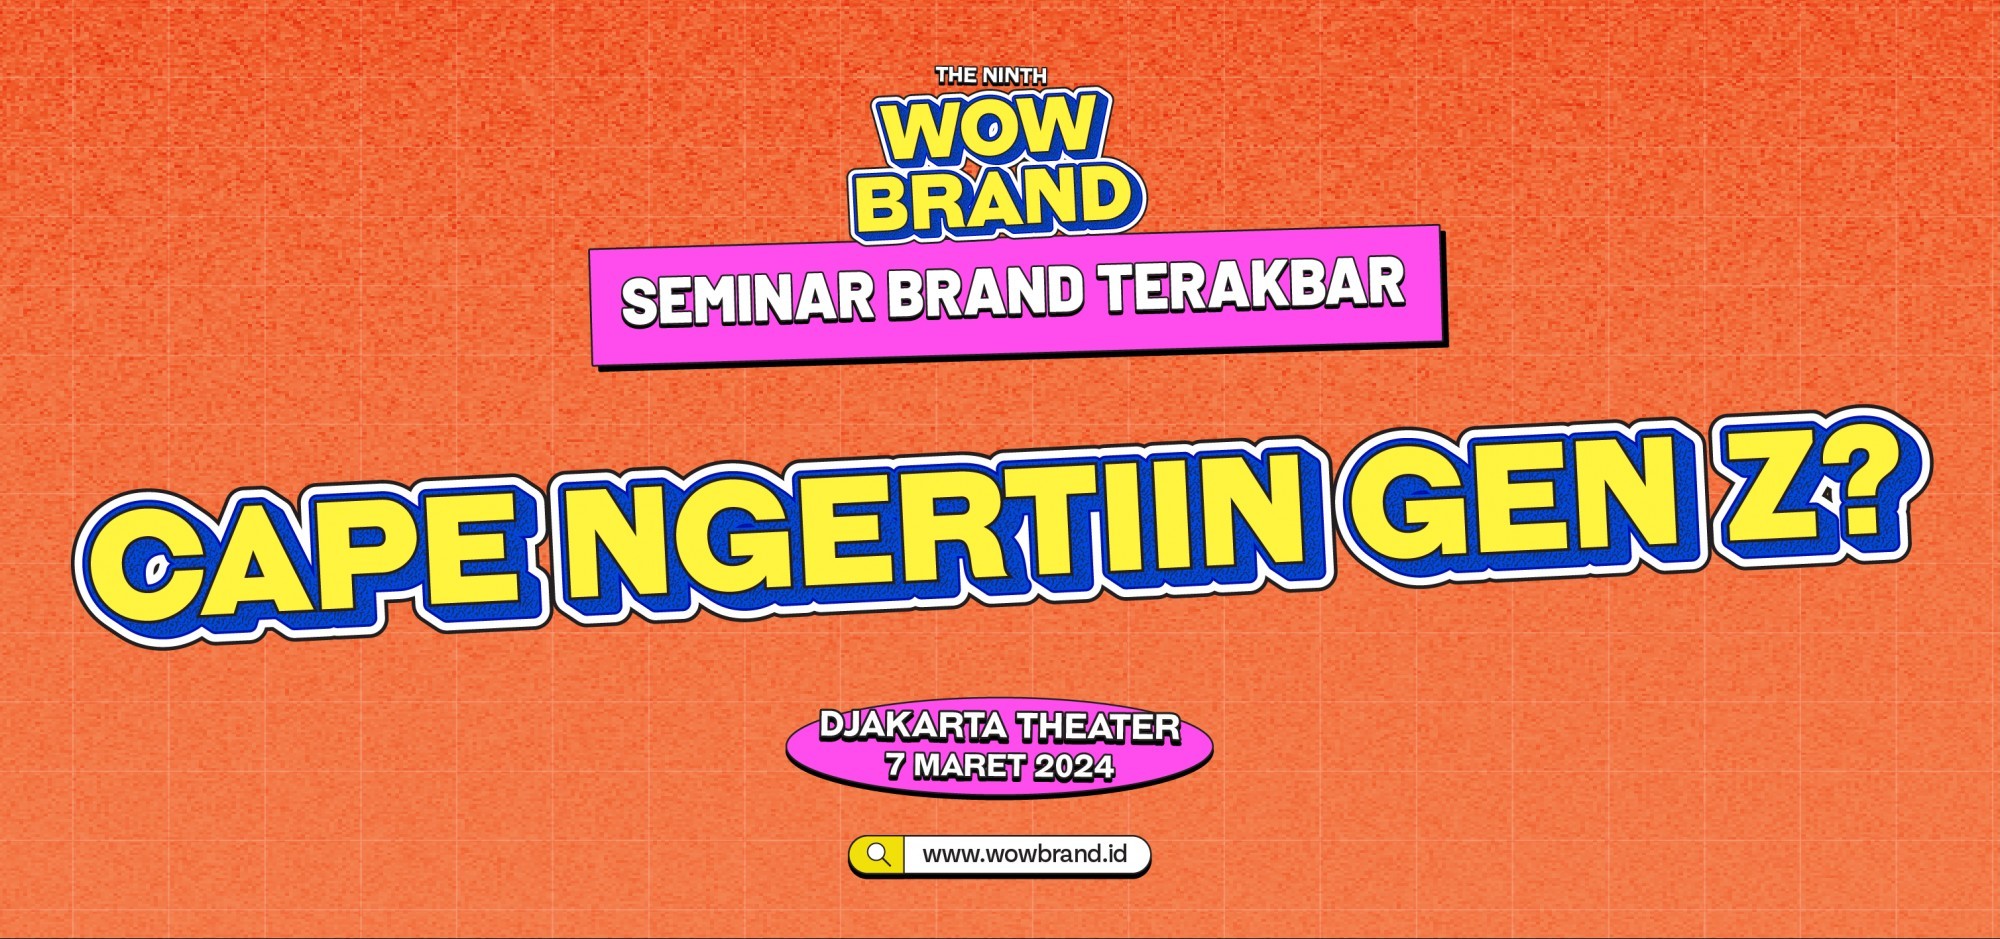 THE NINTH
WOW
BRAND
SEMINAR BRAND TERAKBAR
CAPE NGERTIIN GEN Z?
DJAKARTA THEATER
7 MARET 2024
www.wowbrand.id